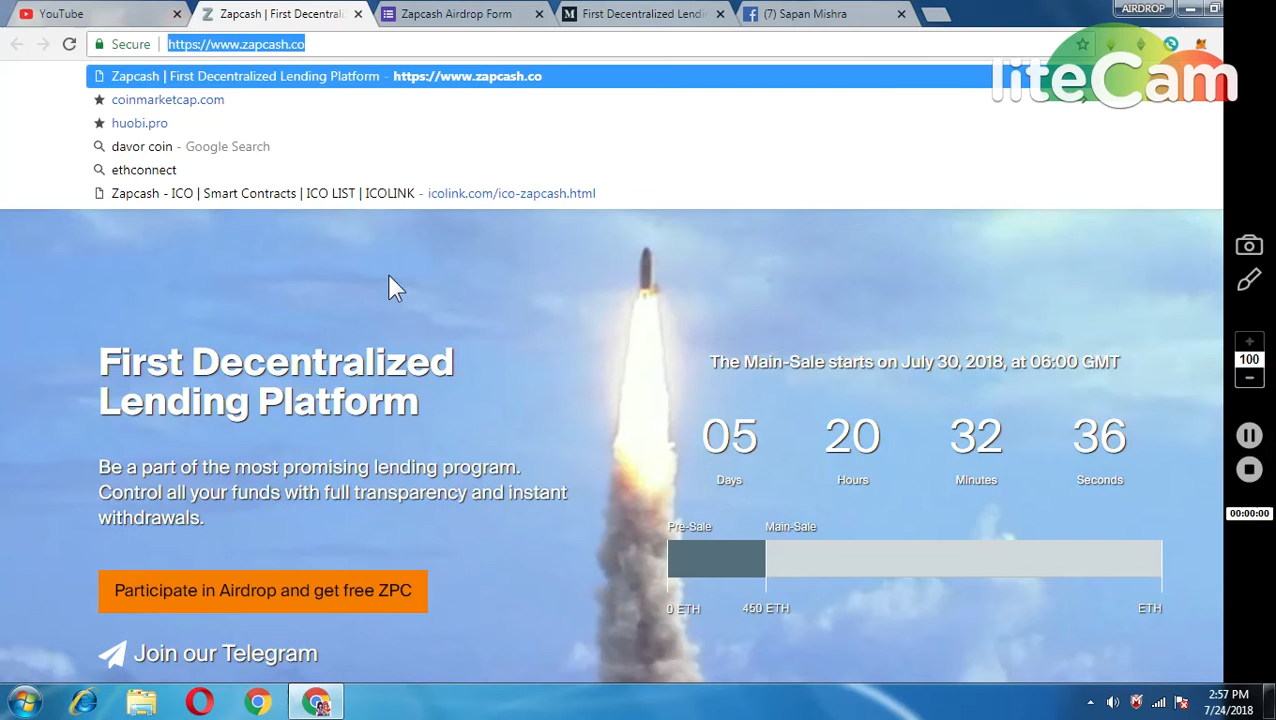 YouTube
Zapcash | First Decentral
Zapcash Airdrop Form
First Decentralized Lendi
(7) Sapan Mishra
AIRDROP
Secure
https://www.zapcash.co
Zapcash | First Decentralized Lending Platform - https://www.zapcash.co
coinmarketcap.com
huobi.pro
davor coin - Google Search
ethconnect
Zapcash - ICO | Smart Contracts | ICO LIST | ICOLINK - icolink.com/ico-zapcash.html
liteCam
First Decentralized
Lending Platform
Be a part of the most promising lending program.
Control all your funds with full transparency and instant
withdrawals.
Participate in Airdrop and get free ZPC
Join our Telegram
The Main-Sale starts on July 30, 2018, at 06:00 GMT
05 20 32 36
Days Hours Minutes Seconds
Pre-Sale Main-Sale
0 ETH 450 ETH ETH
100
00:00:00
2:57 PM
7/24/2018